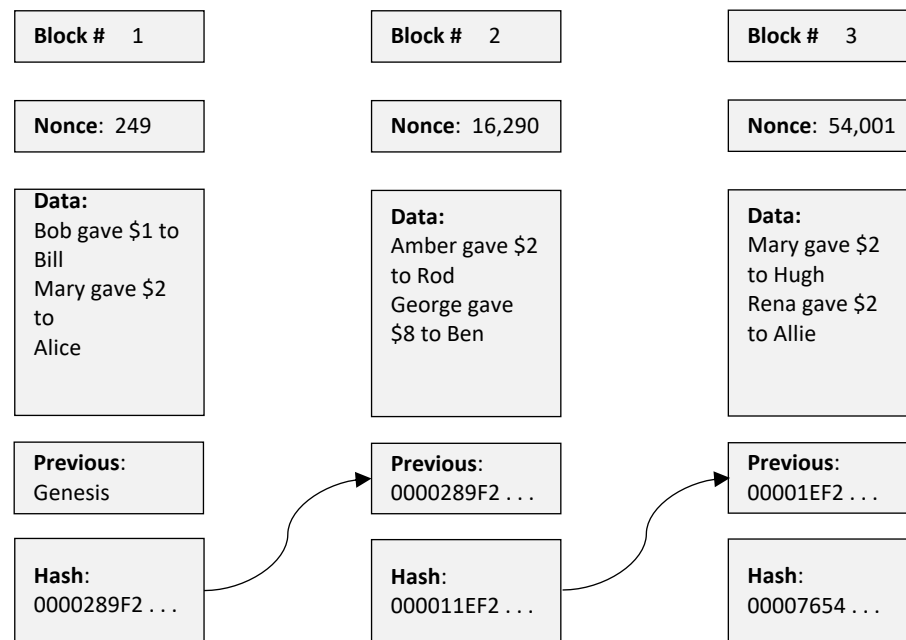 Block # 1
Nonce: 249
Data:
Bob gave $1 to
Bill
Mary gave $2
to
Alice
Previous:
Genesis
Hash:
0000289F2 . . .
Block # 2
Nonce: 16,290
Data:
Amber gave $2
to Rod
George gave
$8 to Ben
Previous:
0000289F2 . . .
Hash:
000011EF2 . . .
Block # 3
Nonce: 54,001
Data:
Mary gave $2
to Hugh
Rena gave $2
to Allie
Previous:
00001EF2 . . .
Hash:
00007654 . . .